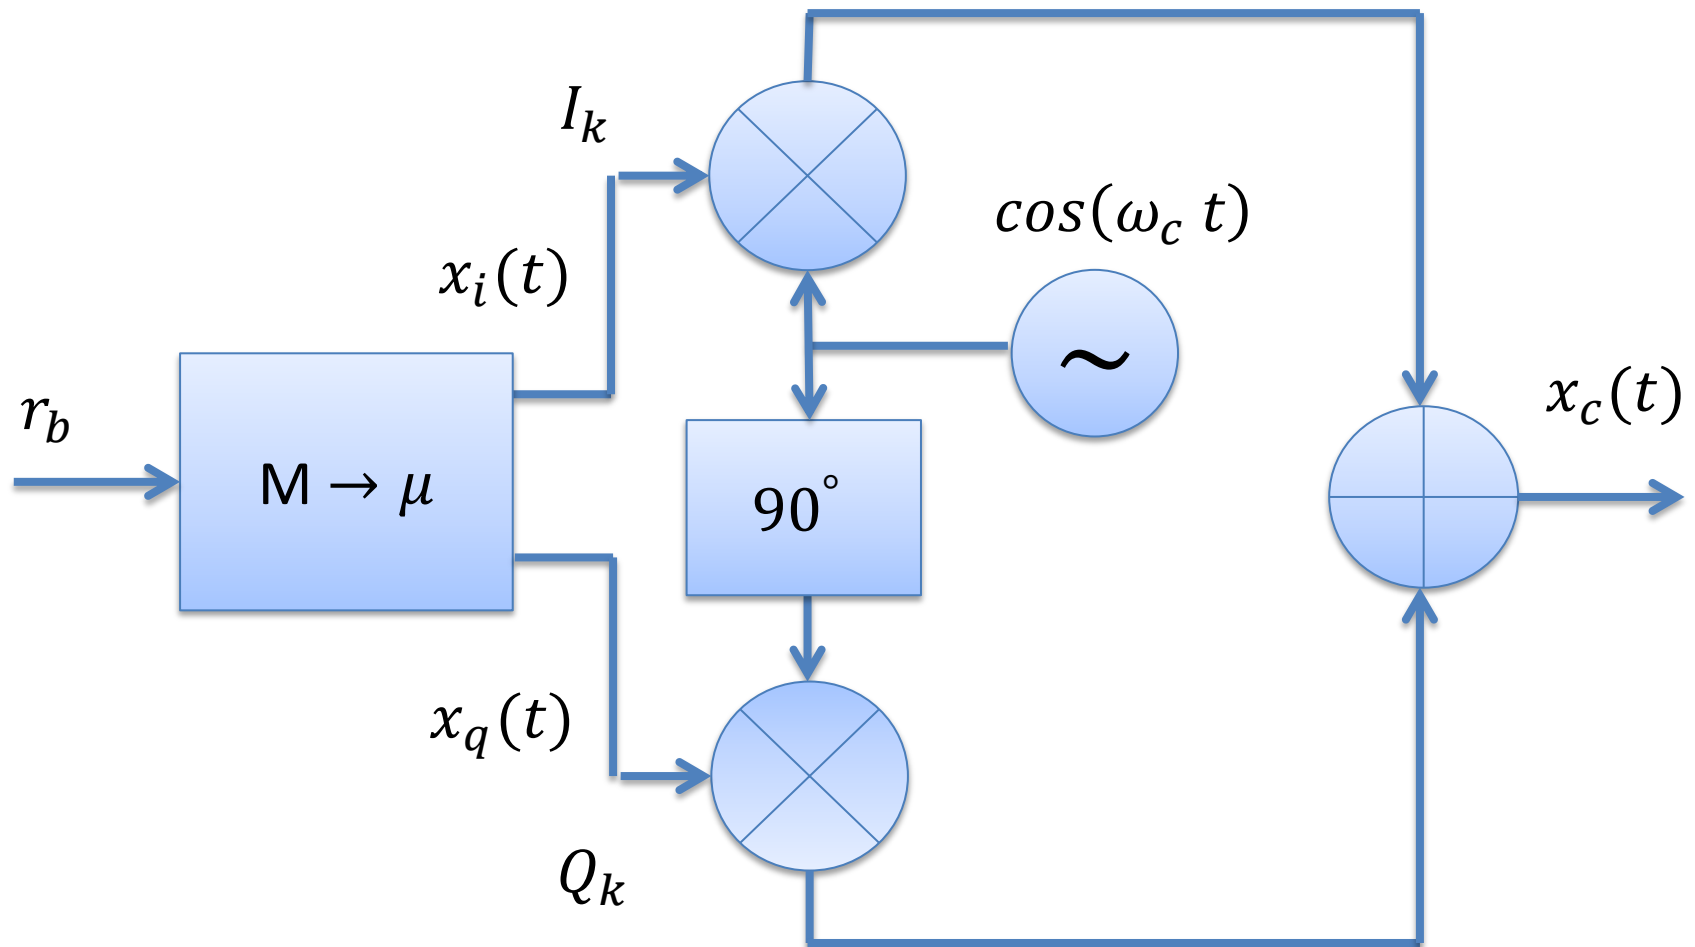 I_k
cos(ω_c t)
x_i(t)
r_b
M → μ
90°
x_c(t)
x_q(t)
Q_k
~